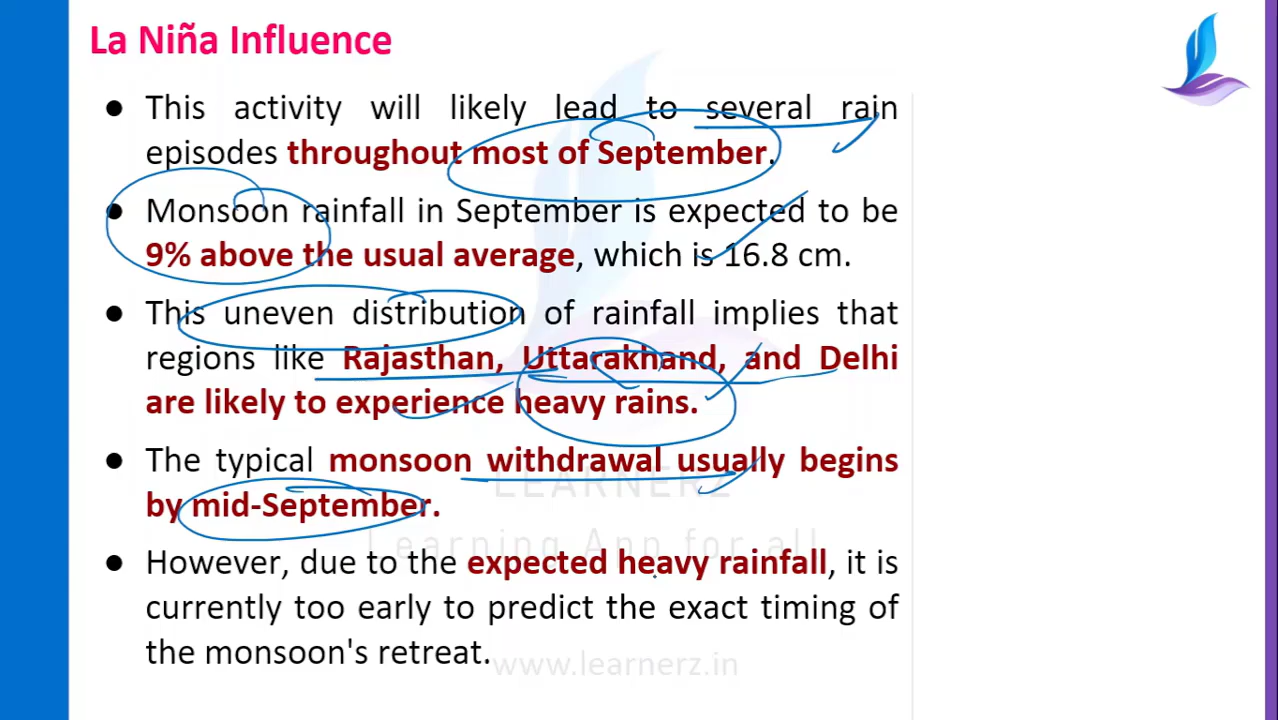 La Niña Influence
● This activity will likely lead to several rain
episodes throughout most of September.
● Monsoon rainfall in September is expected to be
9% above the usual average, which is 16.8 cm.
● This uneven distribution of rainfall implies that
regions like Rajasthan, Uttarakhand, and Delhi
are likely to experience heavy rains.
● The typical monsoon withdrawal usually begins
LEARNERZ
by mid-September.
Learning App for all
● However, due to the expected heavy rainfall, it is
currently too early to predict the exact timing of
the monsoon's retreat.
www.learnerz.in